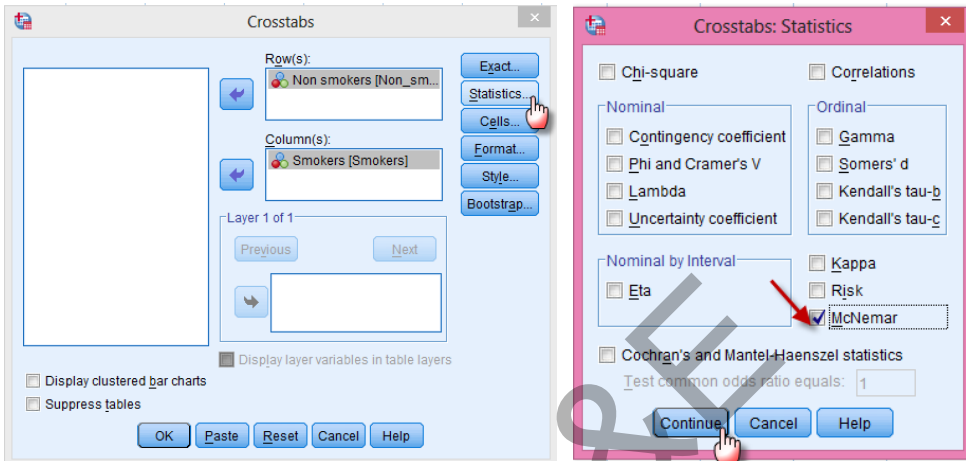 Crosstabs
Row(s):
Non smokers [Non_sm...
Column(s):
Smokers [Smokers]
Layer 1 of 1
Previous
Next
Display layer variables in table layers
Display clustered bar charts
Suppress tables
OK
Paste
Reset
Cancel
Help
Exact...
Statistics...
Cells...
Format...
Style...
Bootstrap...
Crosstabs: Statistics
Chi-square
Correlations
Nominal
Contingency coefficient
Phi and Cramer's V
Lambda
Uncertainty coefficient
Ordinal
Gamma
Somers' d
Kendall's tau-b
Kendall's tau-c
Nominal by Interval
Eta
Kappa
Risk
McNemar
Cochran's and Mantel-Haenszel statistics
Test common odds ratio equals: 1
Continue
Cancel
Help